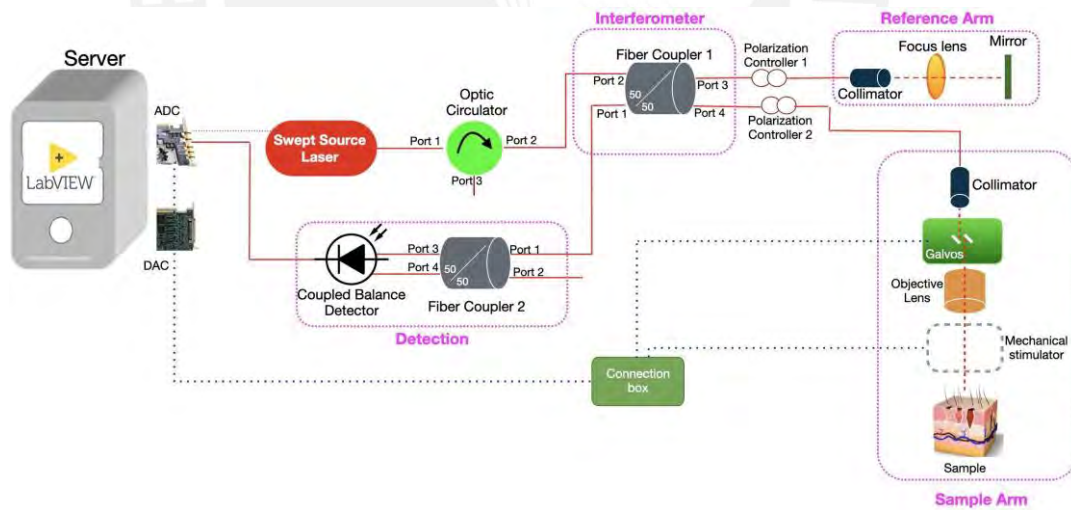 Interferometer
Reference Arm
Server
Fiber Coupler 1
Polarization
Controller 1
Focus lens
Mirror
ADC
Optic
Circulator
Port 2
Port 3
50
50
Collimator
Port 1
Port 4
Polarization
Controller 2
Swept Source
Laser
Port 1
Port 2
LabVIEW
Port 3
Collimator
DAC
Port 3
Port 1
Galvos
Port 4
50
50
Port 2
Objective
Lens
Coupled Balance
Detector
Fiber Coupler 2
Detection
Mechanical
stimulator
Connection
box
Sample
Sample Arm